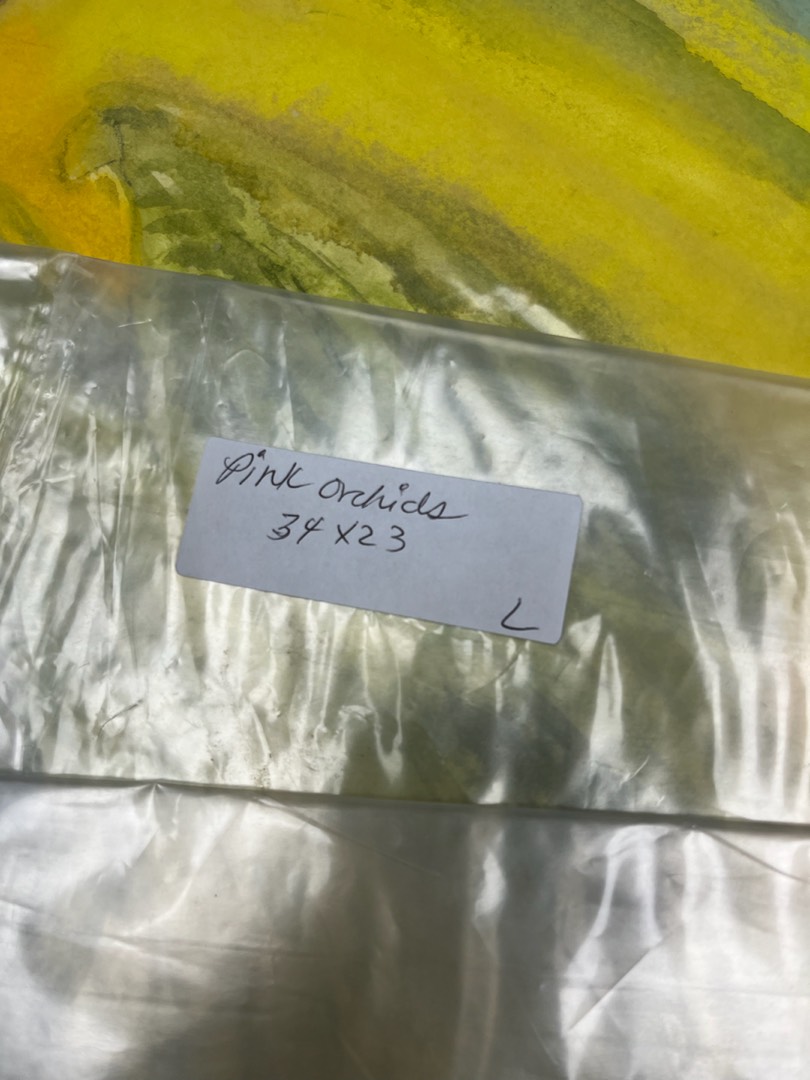 Pink orchids
34 x 23
L